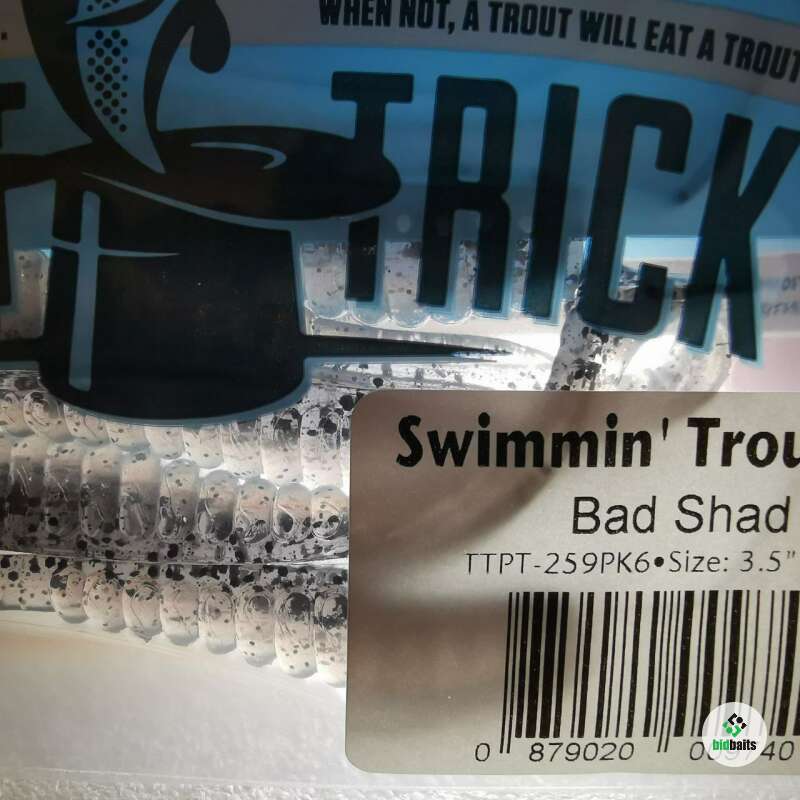 WHEN NOT, A TROUT WILL EAT A TROUT
T TRICK
Swimmin' Trou
Bad Shad
TTPT-259PK6•Size: 3.5"
0 879020 009740
bidbaits